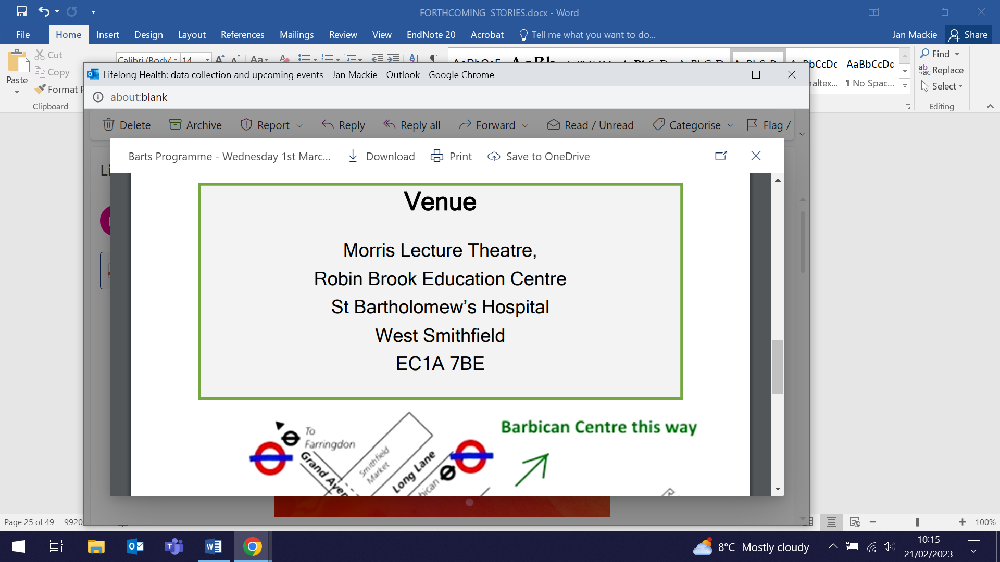 FORTHCOMING STORIES.docx - Word
File Home Insert Design Layout References Mailings Review View EndNote 20 Acrobat Tell me what you want to do... Jan Mackie Share
Cut
Copy
Paste
Format
Clipboard
Calibri (Body) 14
AaBbCcDc
¶ No Spac...
Find
Replace
Select
Editing
Lifelong Health: data collection and upcoming events - Jan Mackie - Outlook - Google Chrome
about:blank
Delete Archive Report Reply Reply all Forward Read / Unread Categorise Flag /
Barts Programme - Wednesday 1st Marc... Download Print Save to OneDrive
Venue
Morris Lecture Theatre,
Robin Brook Education Centre
St Bartholomew’s Hospital
West Smithfield
EC1A 7BE
To
Farringdon
Grand Aven
Smithfield
Market
Long Lane
Barbican Centre this way
Page 25 of 49 9920
100%
8°C Mostly cloudy
10:15
21/02/2023